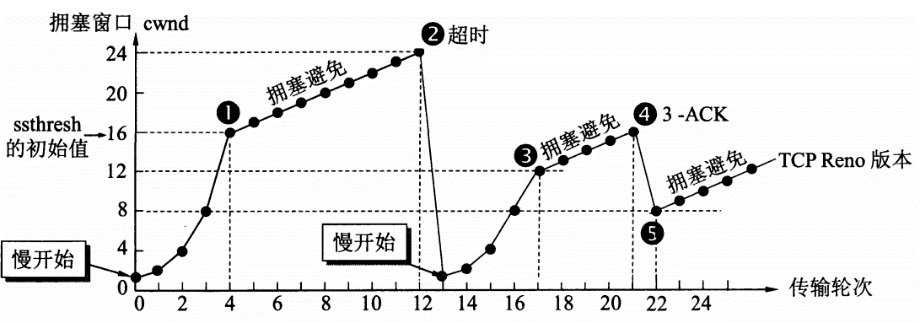 拥塞窗口 cwnd
❷超时
24
拥塞避免
20
❶
ssthresh
的初始值
16
❹ 3 -ACK
❸
拥塞避免
12
TCP Reno 版本
拥塞避免
8
❺
慢开始
慢开始
4
0
0 2 4 6 8 10 12 13 14 16 18 20 22 24
传输轮次